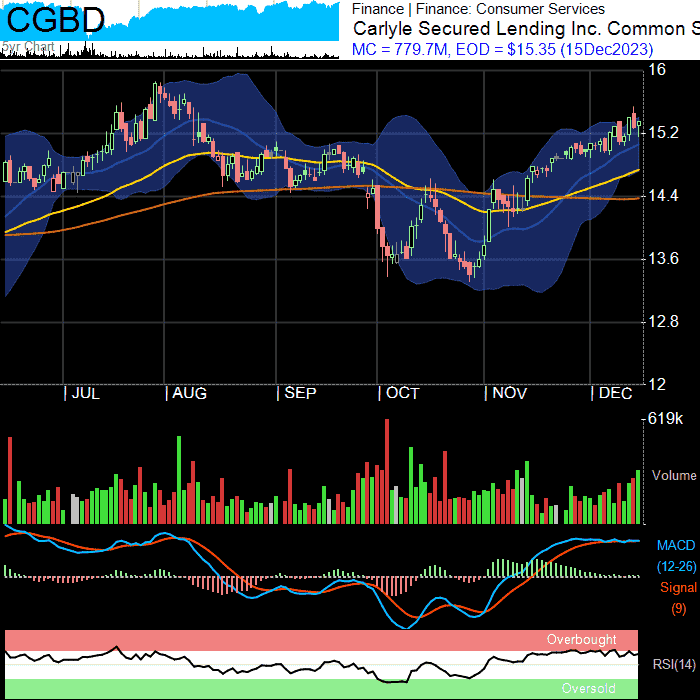 CGBD
5yr Chart
Finance | Finance: Consumer Services
Carlyle Secured Lending Inc. Common S
MC = 779.7M, EOD = $15.35 (15Dec2023)
16
15.2
14.4
13.6
12.8
12
JUL AUG SEP OCT NOV DEC
619k
Volume
MACD
(12-26)
Signal
(9)
Overbought
RSI(14)
Oversold